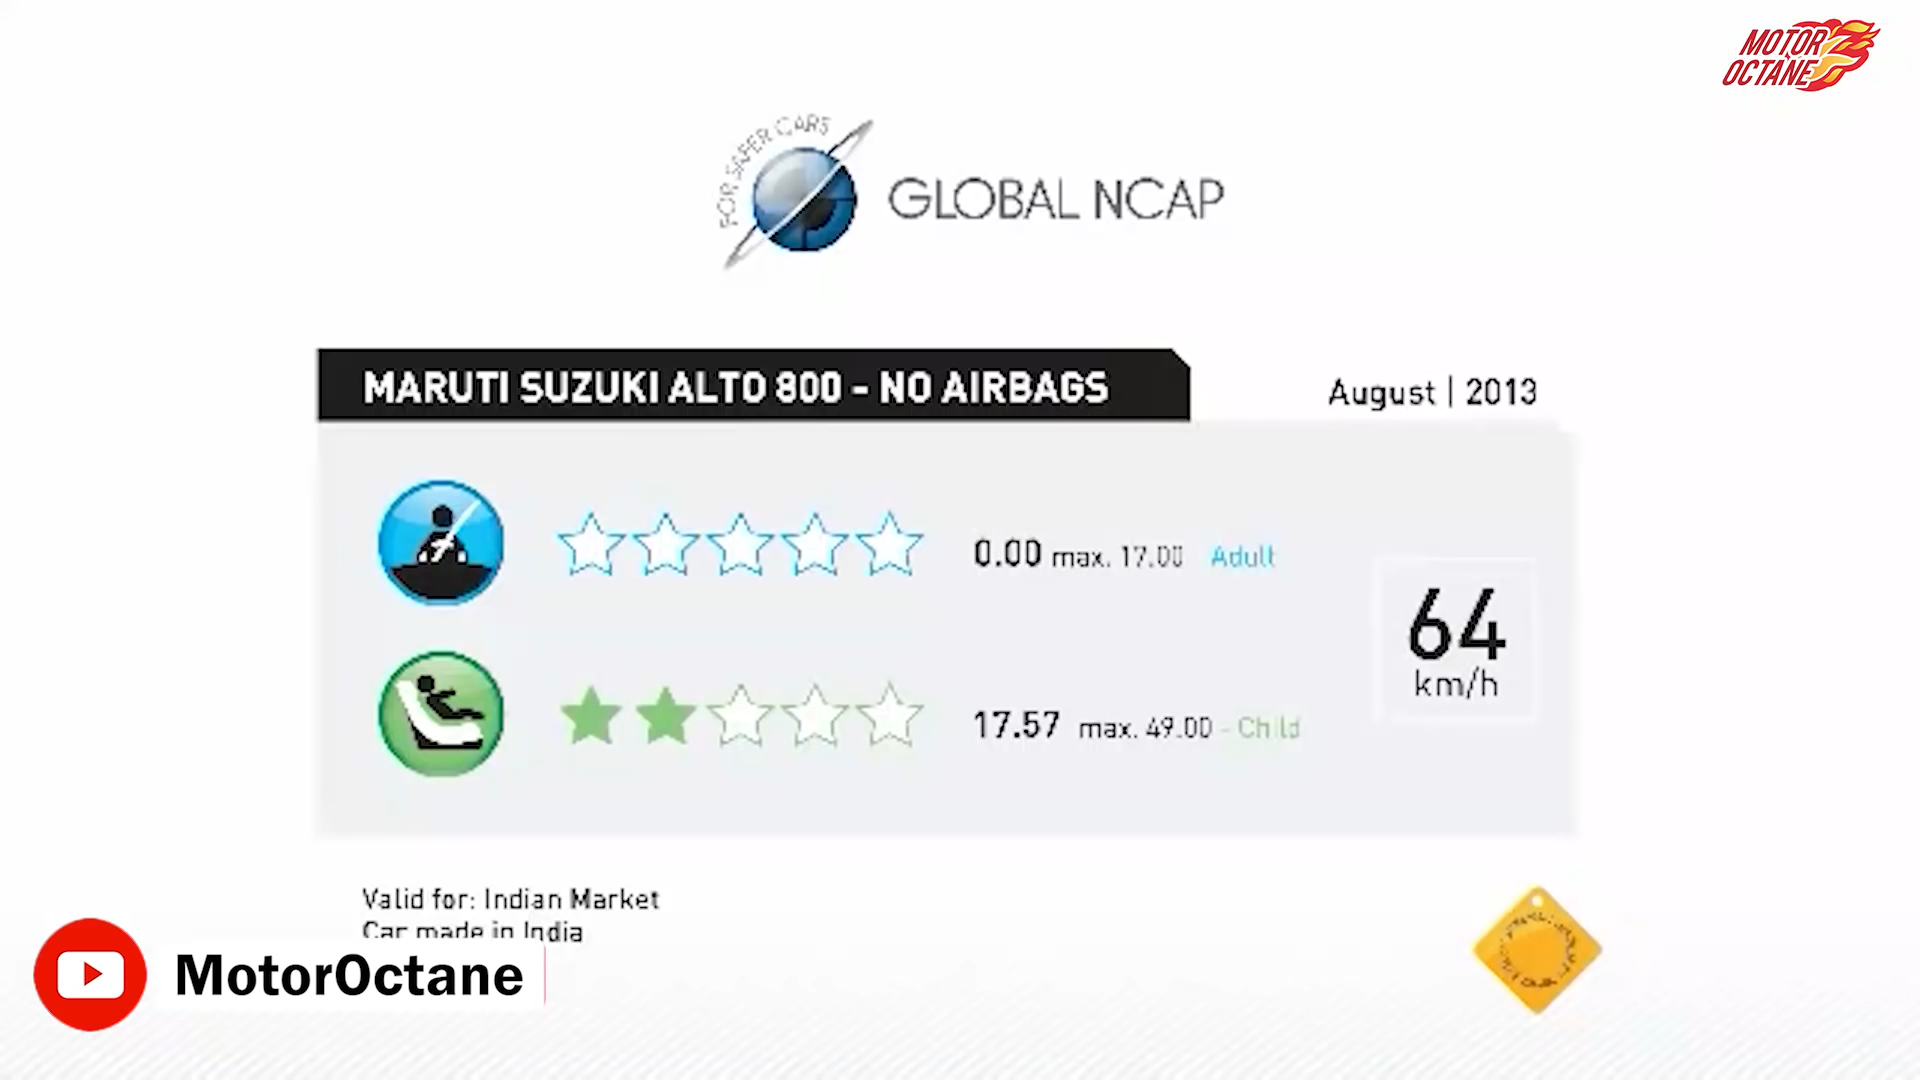 MOTOR
OCTANE
FOR SAFER CARS
GLOBAL NCAP
MARUTI SUZUKI ALTO 800 - NO AIRBAGS
August | 2013
0.00 max. 17.00 Adult
17.57 max. 49.00 - Child
64
km/h
Valid for: Indian Market
Car made in India
MotorOctane